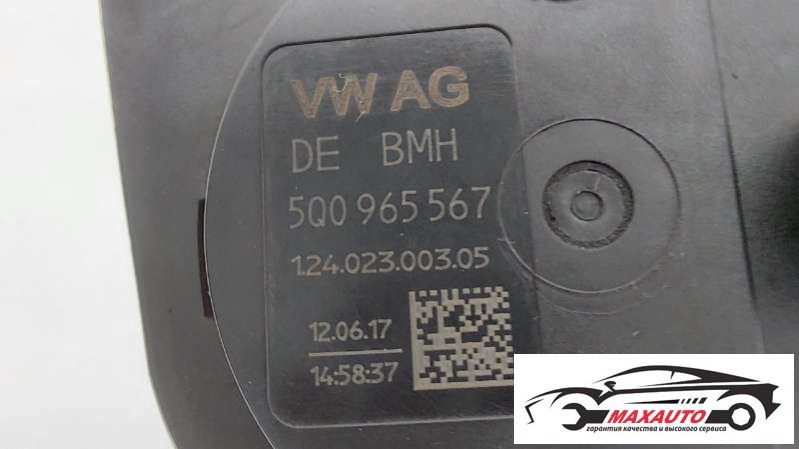 VW AG
DE BMH
5Q0 965 567
1.24.023.003.05
12.06.17
14:58:37
MAXAUTO
гарантия качества и высокого сервиса